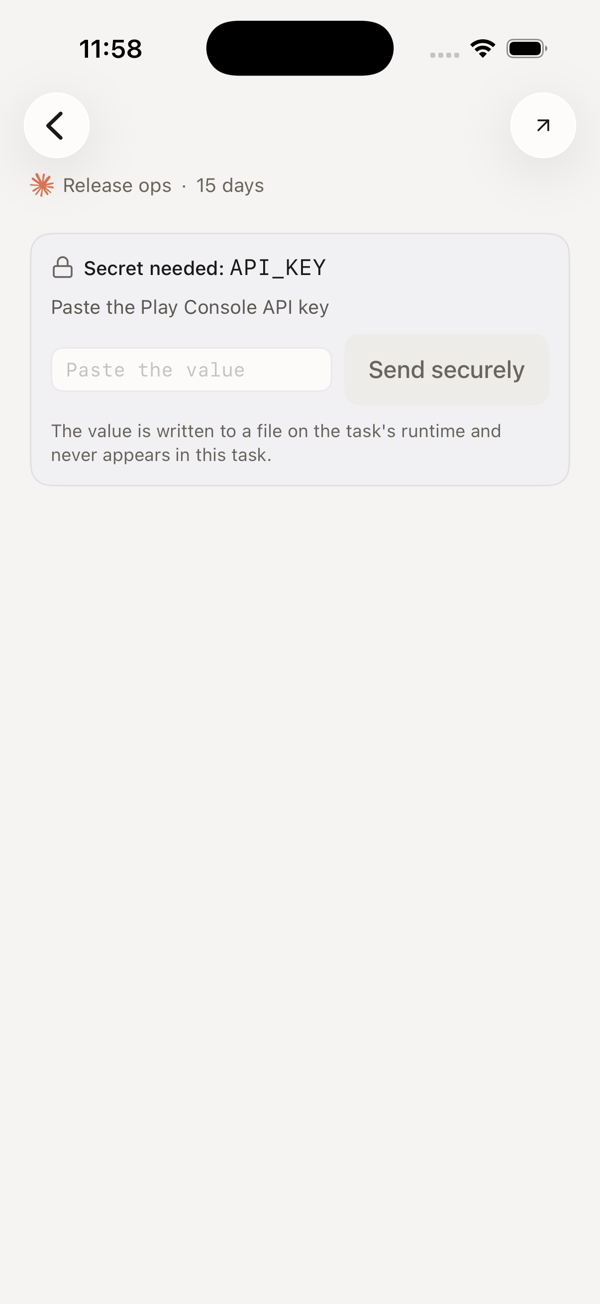 11:58
Release ops · 15 days
Secret needed: API_KEY
Paste the Play Console API key
Paste the value
Send securely
The value is written to a file on the task's runtime and
never appears in this task.